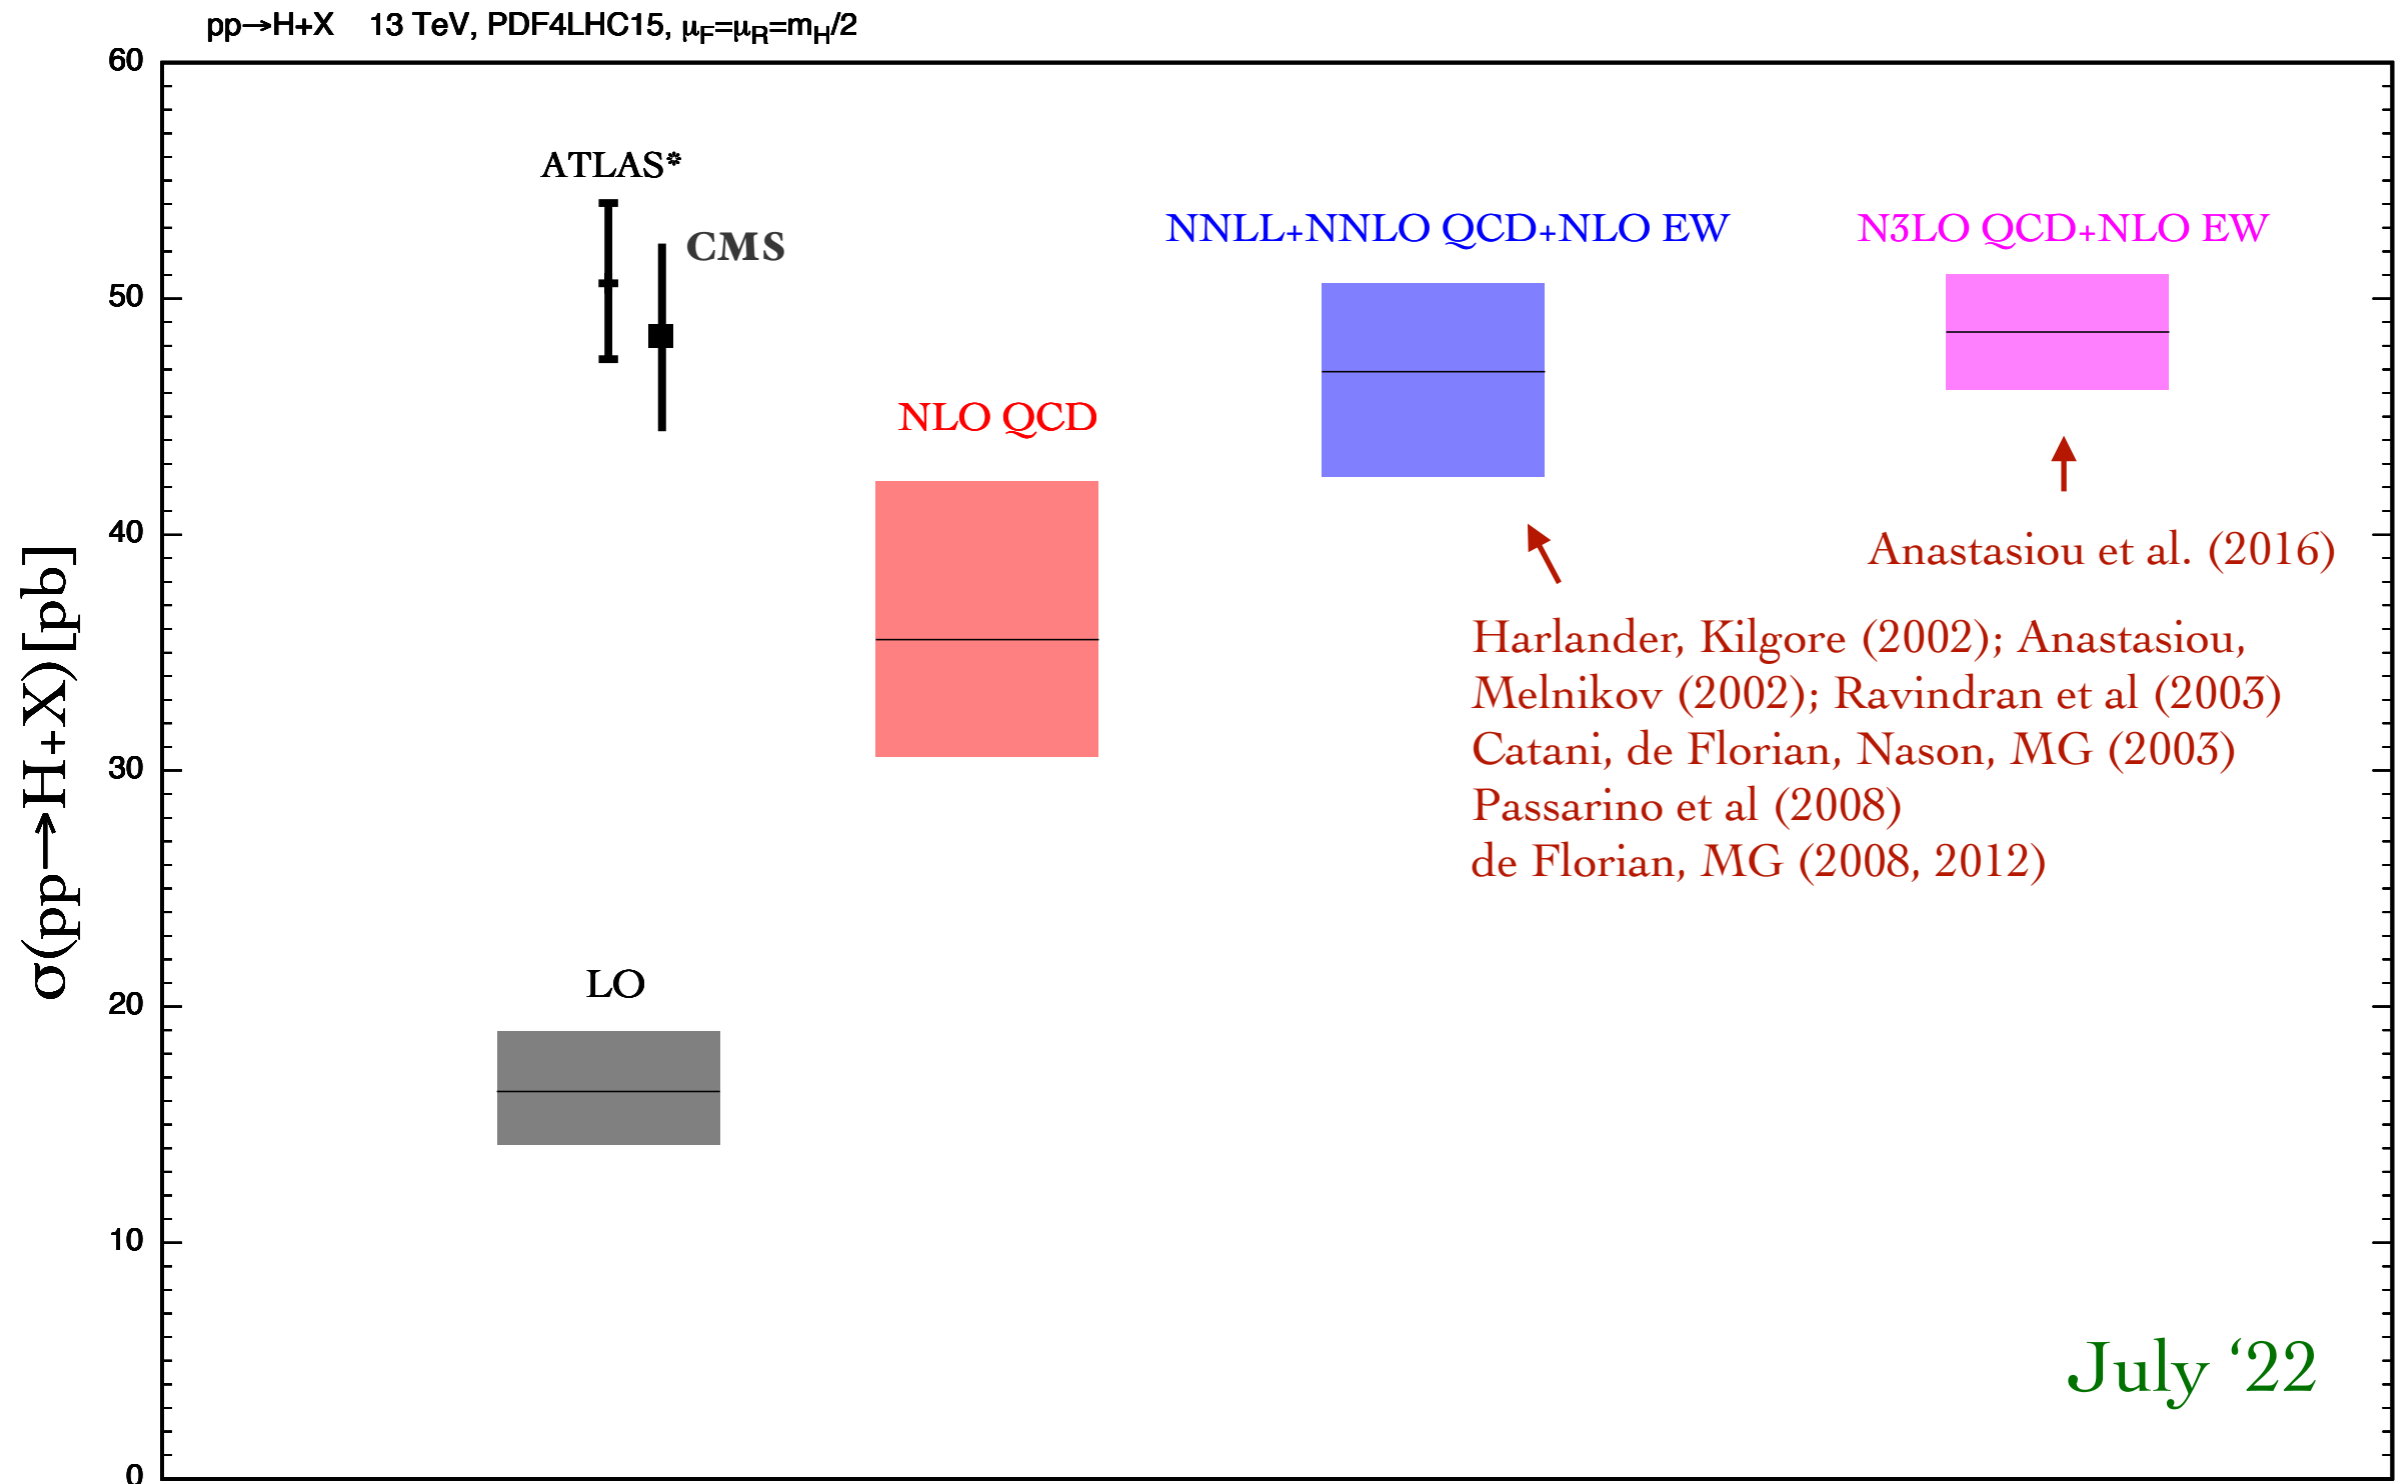 pp→H+X 13 TeV, PDF4LHC15, μF=μR=mH/2
60
50
40
30
20
10
0
σ(pp→H+X)[pb]
ATLAS*
CMS
NLO QCD
NNLL+NNLO QCD+NLO EW
N3LO QCD+NLO EW
Anastasiou et al. (2016)
Harlander, Kilgore (2002); Anastasiou,
Melnikov (2002); Ravindran et al (2003)
Catani, de Florian, Nason, MG (2003)
Passarino et al (2008)
de Florian, MG (2008, 2012)
LO
July ‘22